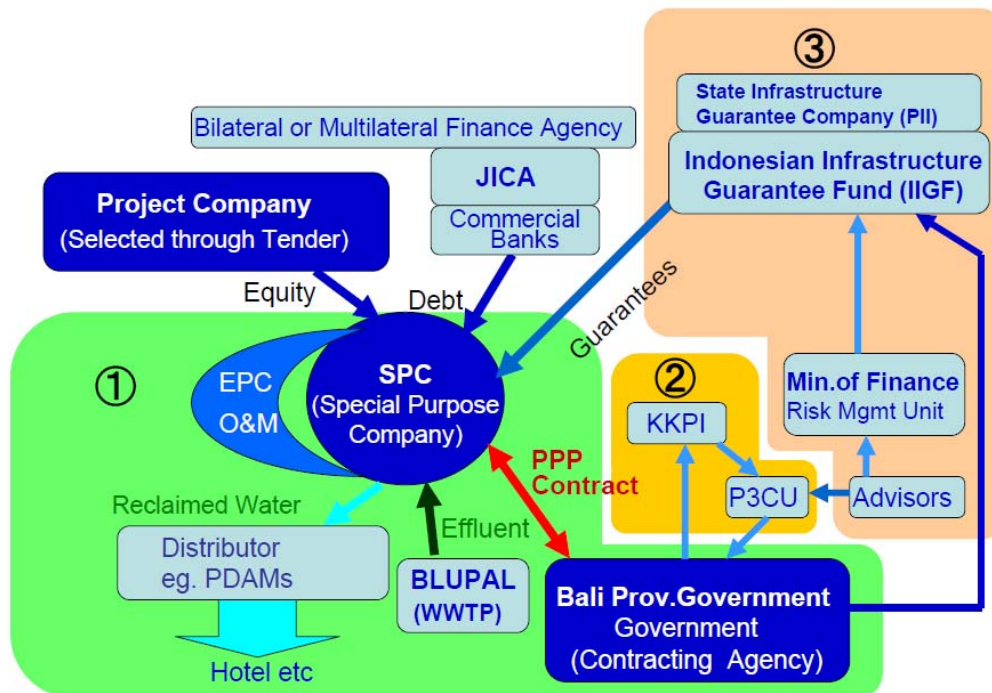 ③
State Infrastructure
Guarantee Company (PII)
Indonesian Infrastructure
Guarantee Fund (IIGF)
Bilateral or Multilateral Finance Agency
JICA
Commercial
Banks
Project Company
(Selected through Tender)
Equity
Debt
Guarantees
①
EPC
O&M
SPC
(Special Purpose
Company)
②
KKPI
P3CU
Min.of Finance
Risk Mgmt Unit
Advisors
PPP
Contract
Reclaimed Water
Effluent
Distributor
eg. PDAMs
BLUPAL
(WWTP)
Bali Prov.Government
Government
(Contracting Agency)
Hotel etc